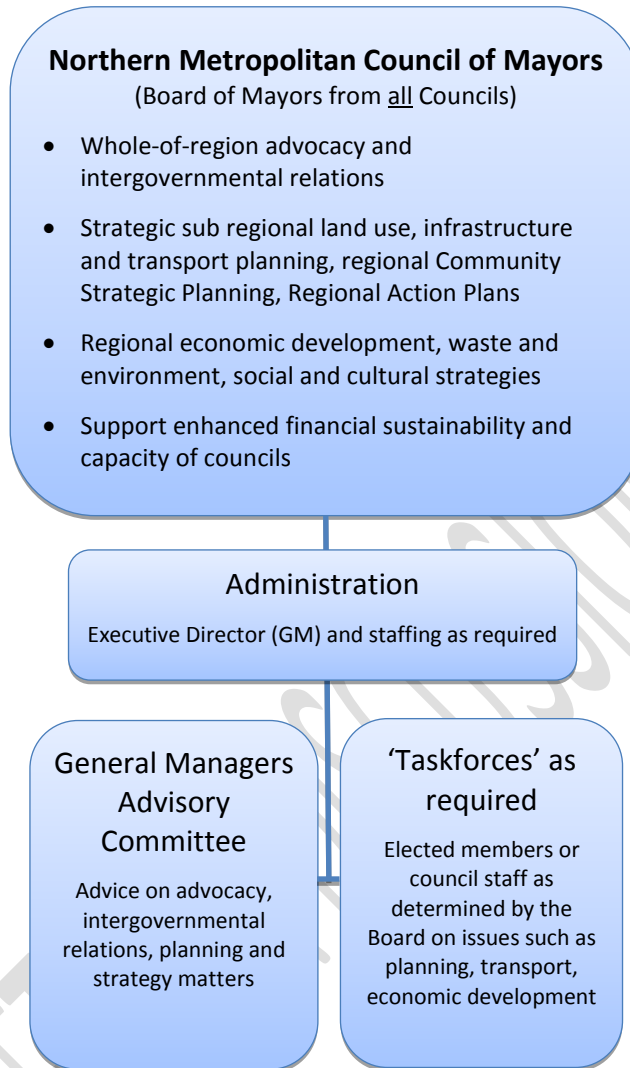 Northern Metropolitan Council of Mayors
(Board of Mayors from all Councils)
• Whole-of-region advocacy and
intergovernmental relations
• Strategic sub regional land use, infrastructure
and transport planning, regional Community
Strategic Planning, Regional Action Plans
• Regional economic development, waste and
environment, social and cultural strategies
• Support enhanced financial sustainability and
capacity of councils
Administration
Executive Director (GM) and staffing as required
General Managers
Advisory
Committee
Advice on advocacy,
intergovernmental
relations, planning and
strategy matters
‘Taskforces’ as
required
Elected members or
council staff as
determined by the
Board on issues such as
planning, transport,
economic development